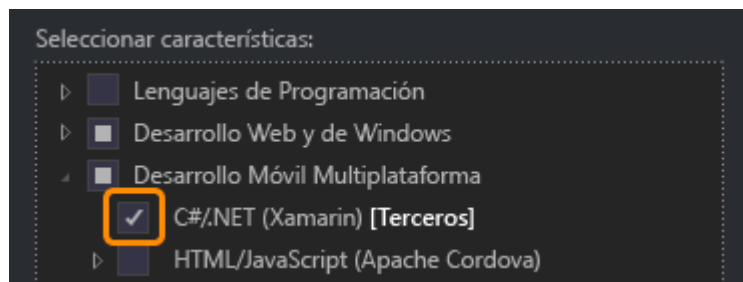 Seleccionar características:
Lenguajes de Programación
Desarrollo Web y de Windows
Desarrollo Móvil Multiplataforma
C#/.NET (Xamarin) [Terceros]
HTML/JavaScript (Apache Cordova)